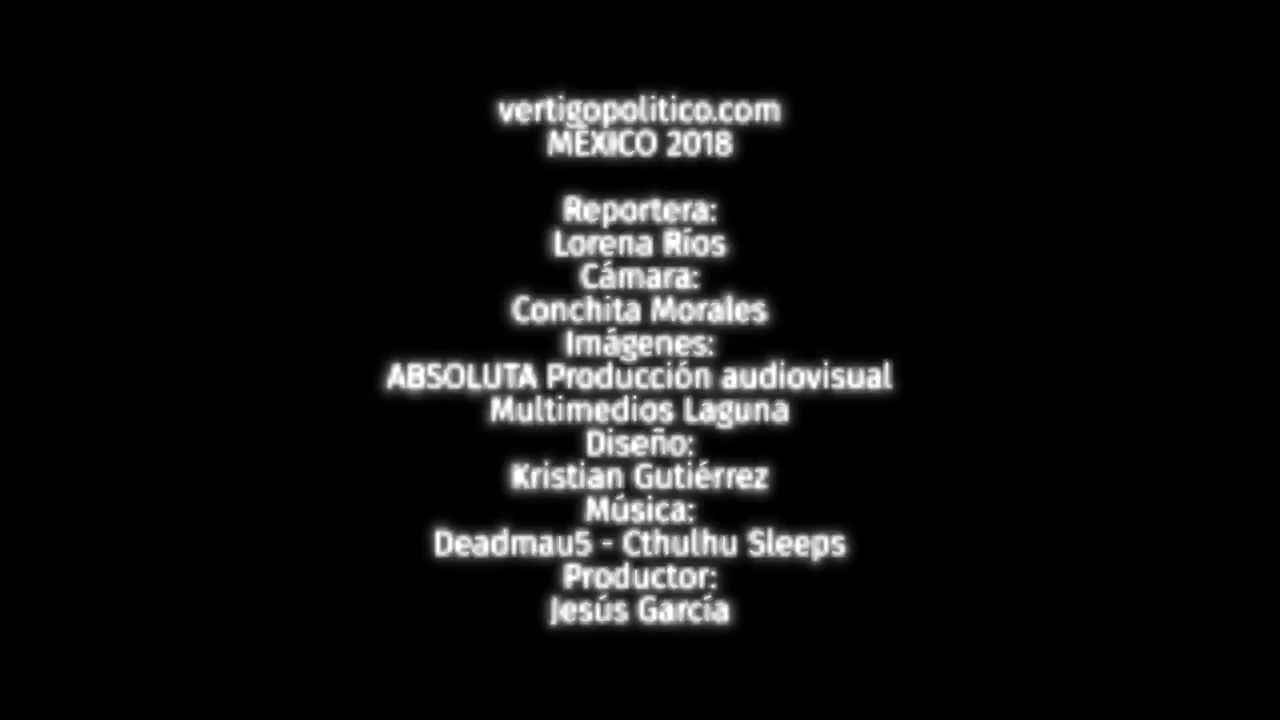 vertigopolitico.com
MÉXICO 2018
Reportera:
Lorena Ríos
Cámara:
Conchita Morales
Imágenes:
ABSOLUTA Producción audiovisual
Multimedios Laguna
Diseño:
Kristian Gutiérrez
Música:
Deadmau5 - Cthulhu Sleeps
Productor:
Jesús García